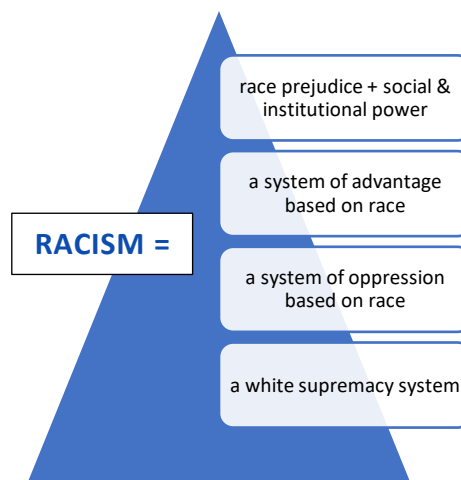 race prejudice + social &
institutional power
a system of advantage
based on race
RACISM =
a system of oppression
based on race
a white supremacy system